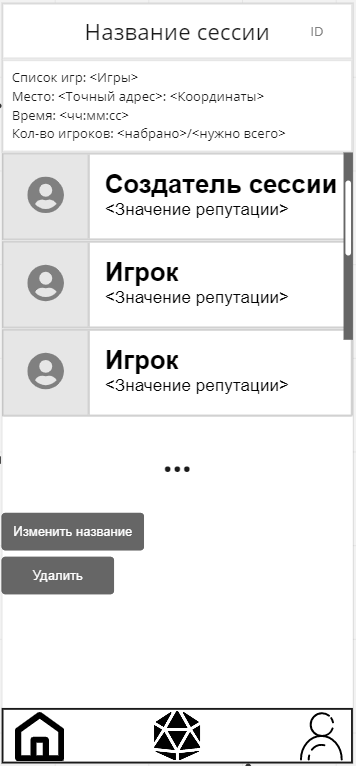 Название сессии ID
Список игр: <Игры>
Место: <Точный адрес>: <Координаты>
Время: <чч:мм:сс>
Кол-во игроков: <набрано>/<нужно всего>
Создатель сессии
<Значение репутации>
Игрок
<Значение репутации>
Игрок
<Значение репутации>
...
Изменить название
Удалить